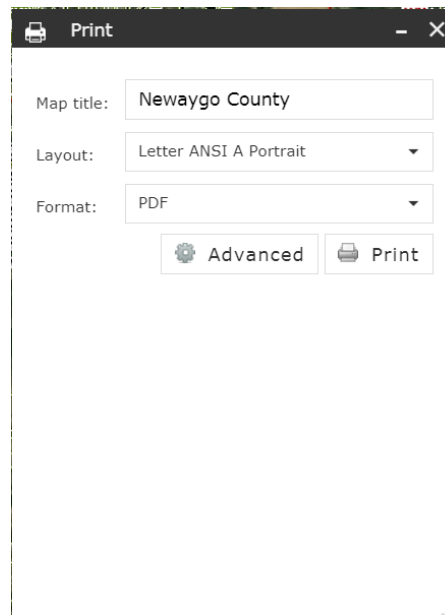 Print
Map title: Newaygo County
Layout: Letter ANSI A Portrait
Format: PDF
Advanced Print